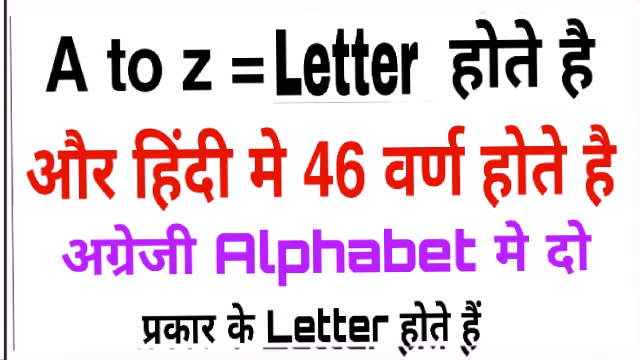 A to z = Letter होते है
और हिंदी मे 46 वर्ण होते है
अग्रेजी Alphabet मे दो
प्रकार के Letter होते हैं